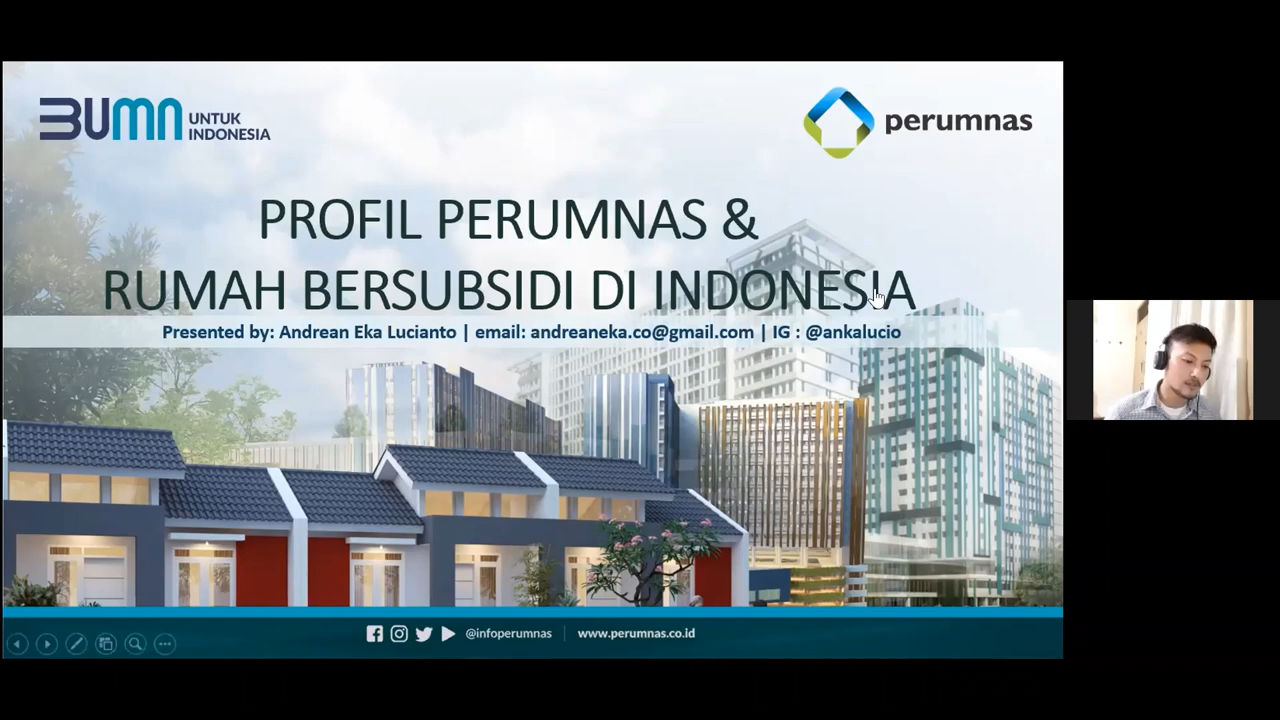 BUMN UNTUK
INDONESIA
perumnas
PROFIL PERUMNAS &
RUMAH BERSUBSIDI DI INDONESIA
Presented by: Andrean Eka Lucianto | email: andreaneka.co@gmail.com | IG : @ankalucio
@infoperumnas www.perumnas.co.id